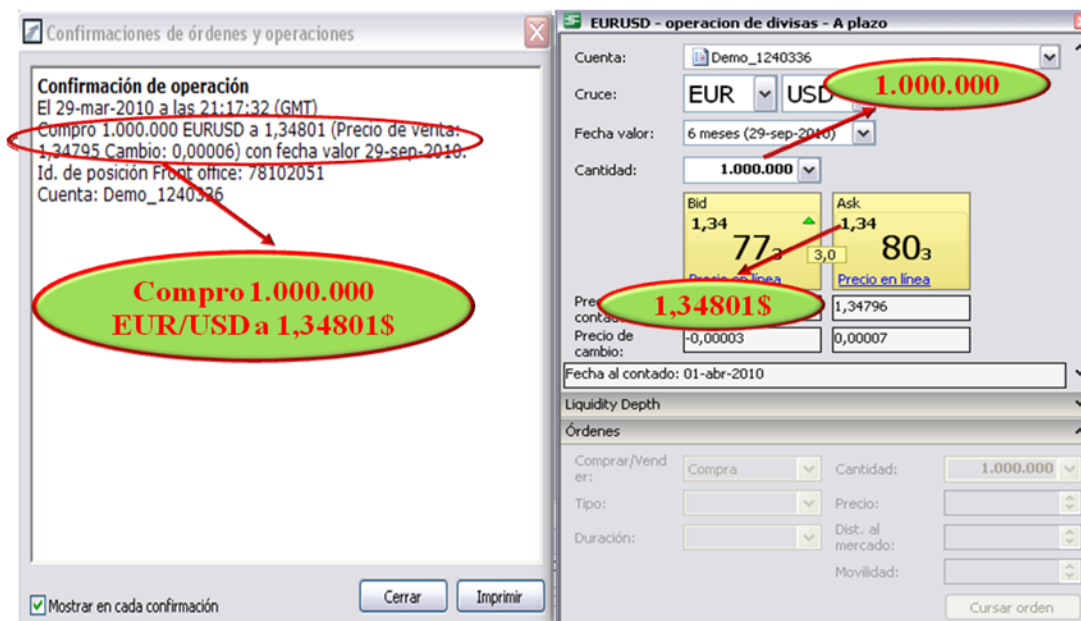 Confirmaciones de órdenes y operaciones
Confirmación de operación
El 29-mar-2010 a las 21:17:32 (GMT)
Compro 1.000.000 EURUSD a 1,34801 (Precio de venta:
1,34795 Cambio: 0,00006) con fecha valor 29-sep-2010.
Id. de posición Front office: 78102051
Cuenta: Demo_1240336
Compro 1.000.000
EUR/USD a 1,34801$
Mostrar en cada confirmación
Cerrar
Imprimir
EURUSD - operacion de divisas - A plazo
Cuenta:
Demo_1240336
1.000.000
Cruce:
EUR
USD
Fecha valor:
6 meses (29-sep-2010)
Cantidad:
1.000.000
Bid
Ask
1,34
1,34
773
3,0
803
Precio en línea
Precio en línea
1,34801$
1,34796
Precio de
cambio:
-0,00003
0,00007
Fecha al contado: 01-abr-2010
Liquidity Depth
Órdenes
Comprar/Vend
er:
Compra
Cantidad:
1.000.000
Tipo:
Precio:
Duración:
Dist. al
mercado:
Movilidad:
Cursar orden